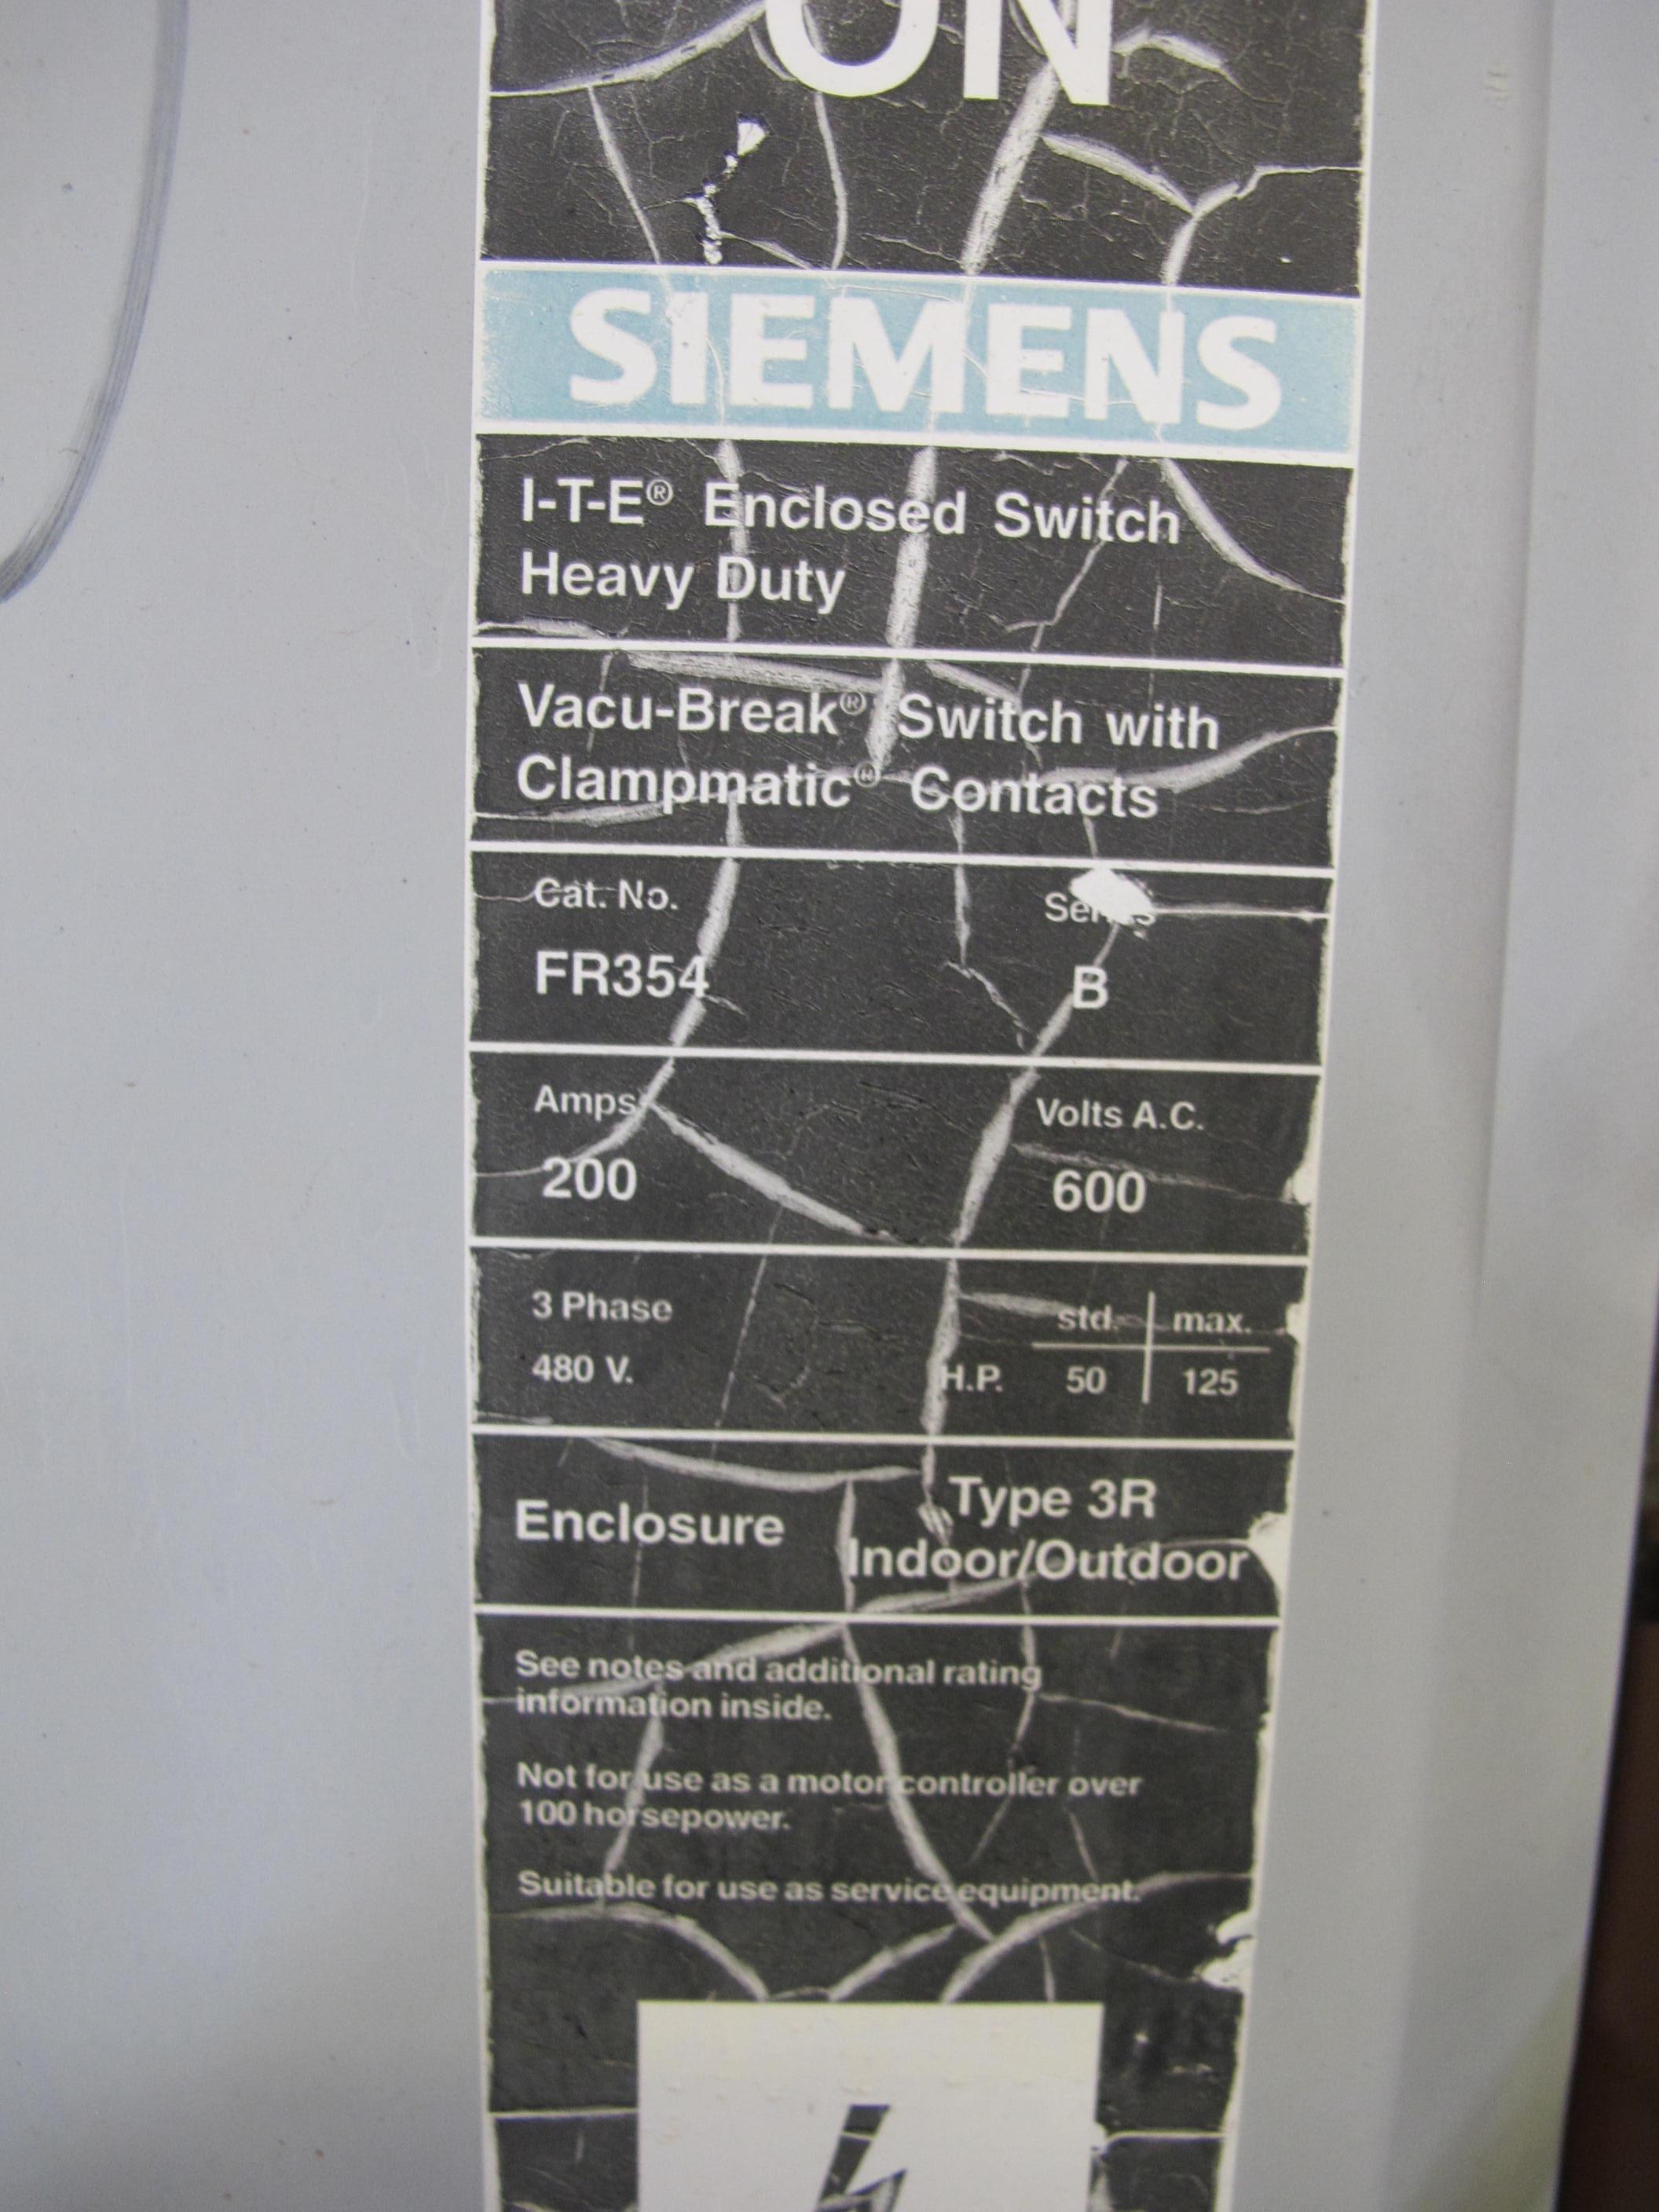 ON
SIEMENS
I-T-E® Enclosed Switch
Heavy Duty
Vacu-Break® Switch with
Clampmatic® Contacts
Cat. No. Series
FR354 B
Amps Volts A.C.
200 600
3 Phase std. max.
480 V. H.P. 50 125
Enclosure Type 3R
Indoor/Outdoor
See notes and additional rating
information inside.
Not for use as a motor controller over
100 horsepower.
Suitable for use as service equipment.